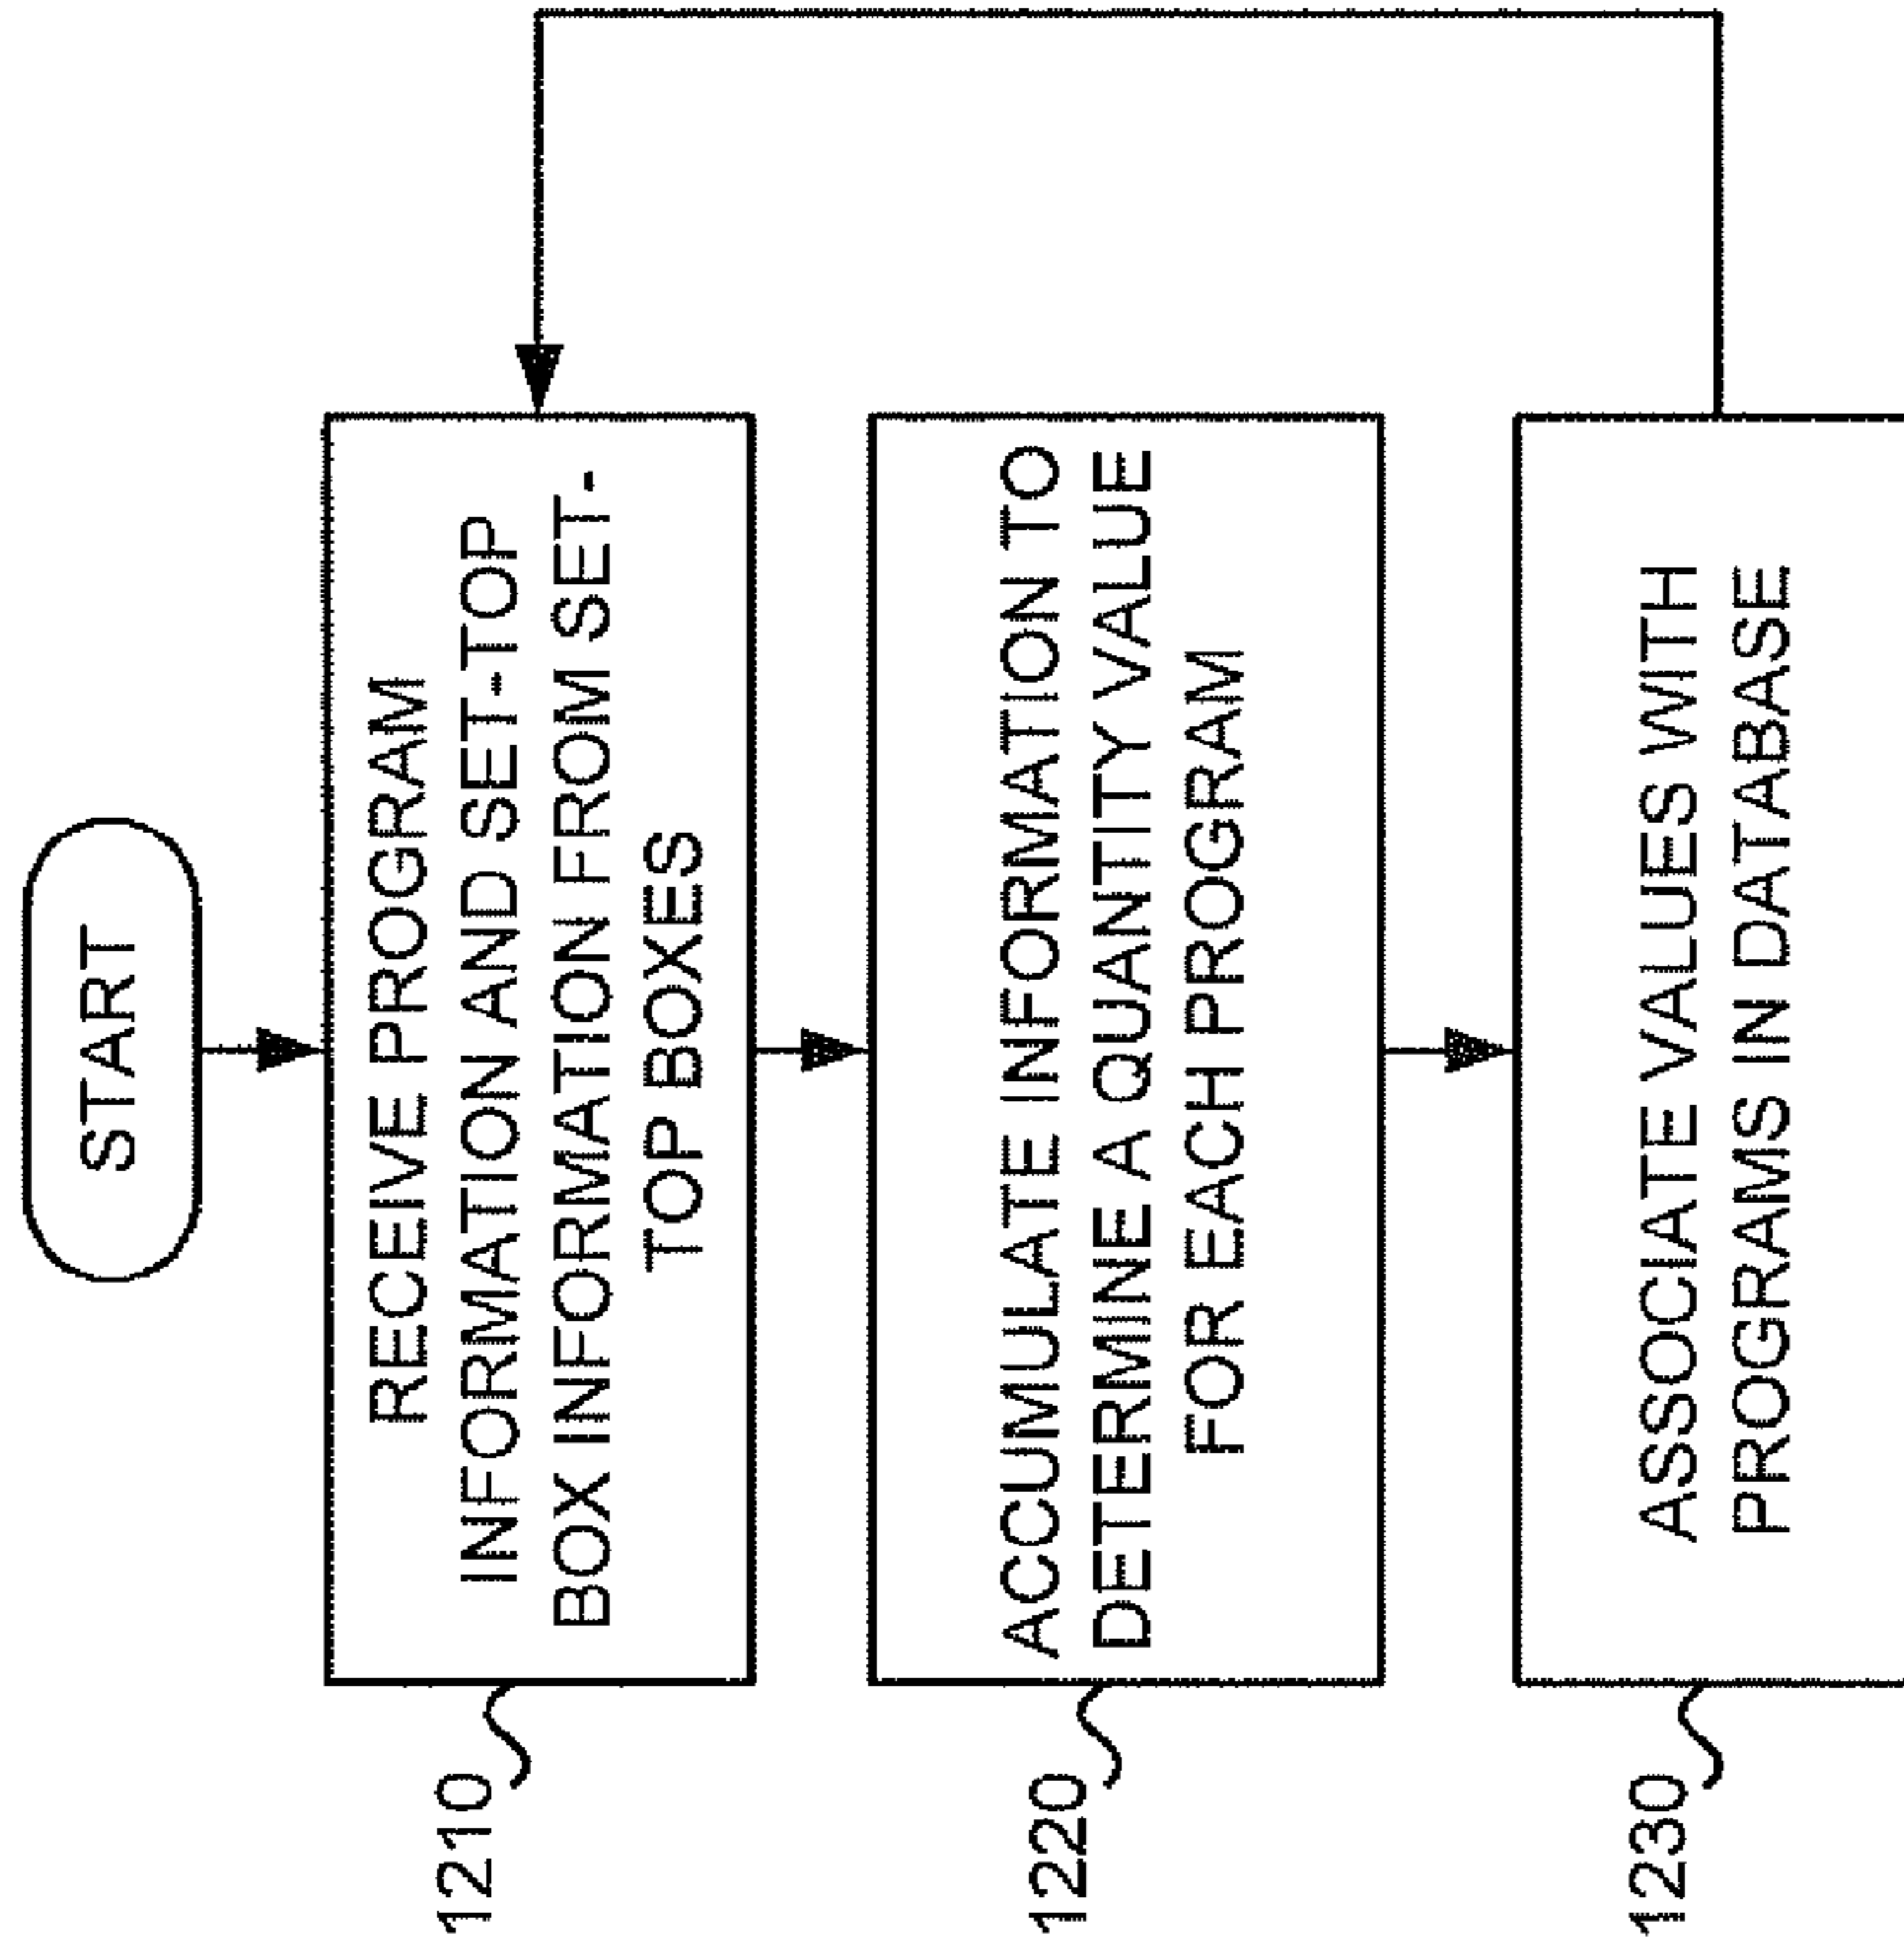 START
RECEIVE PROGRAM
INFORMATION AND SET-TOP
BOX INFORMATION FROM SET-
TOP BOXES
1210
ACCUMULATE INFORMATION TO
DETERMINE A QUANTITY VALUE
FOR EACH PROGRAM
1220
ASSOCIATE VALUES WITH
PROGRAMS IN DATABASE
1230